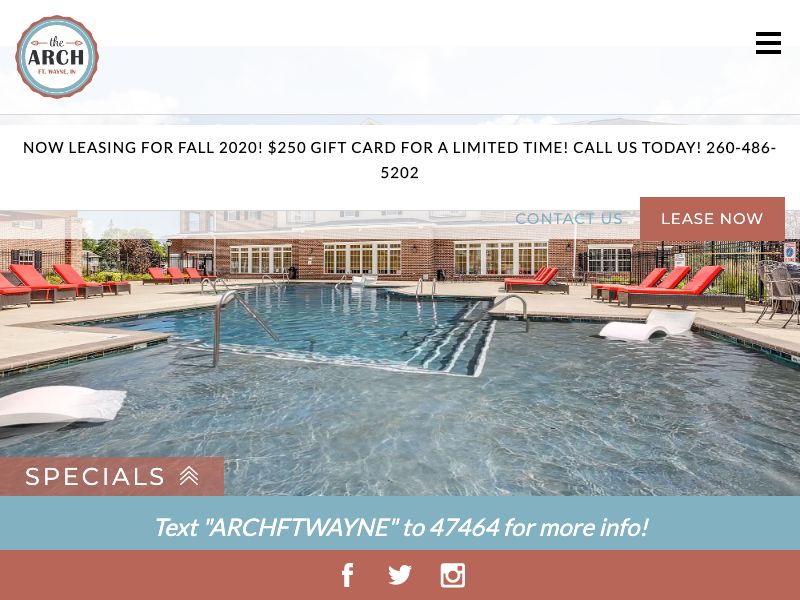 the
ARCH
FT. WAYNE, IN
NOW LEASING FOR FALL 2020! $250 GIFT CARD FOR A LIMITED TIME! CALL US TODAY! 260-486-
5202
CONTACT US
LEASE NOW
SPECIALS
Text "ARCHFTWAYNE" to 47464 for more info!